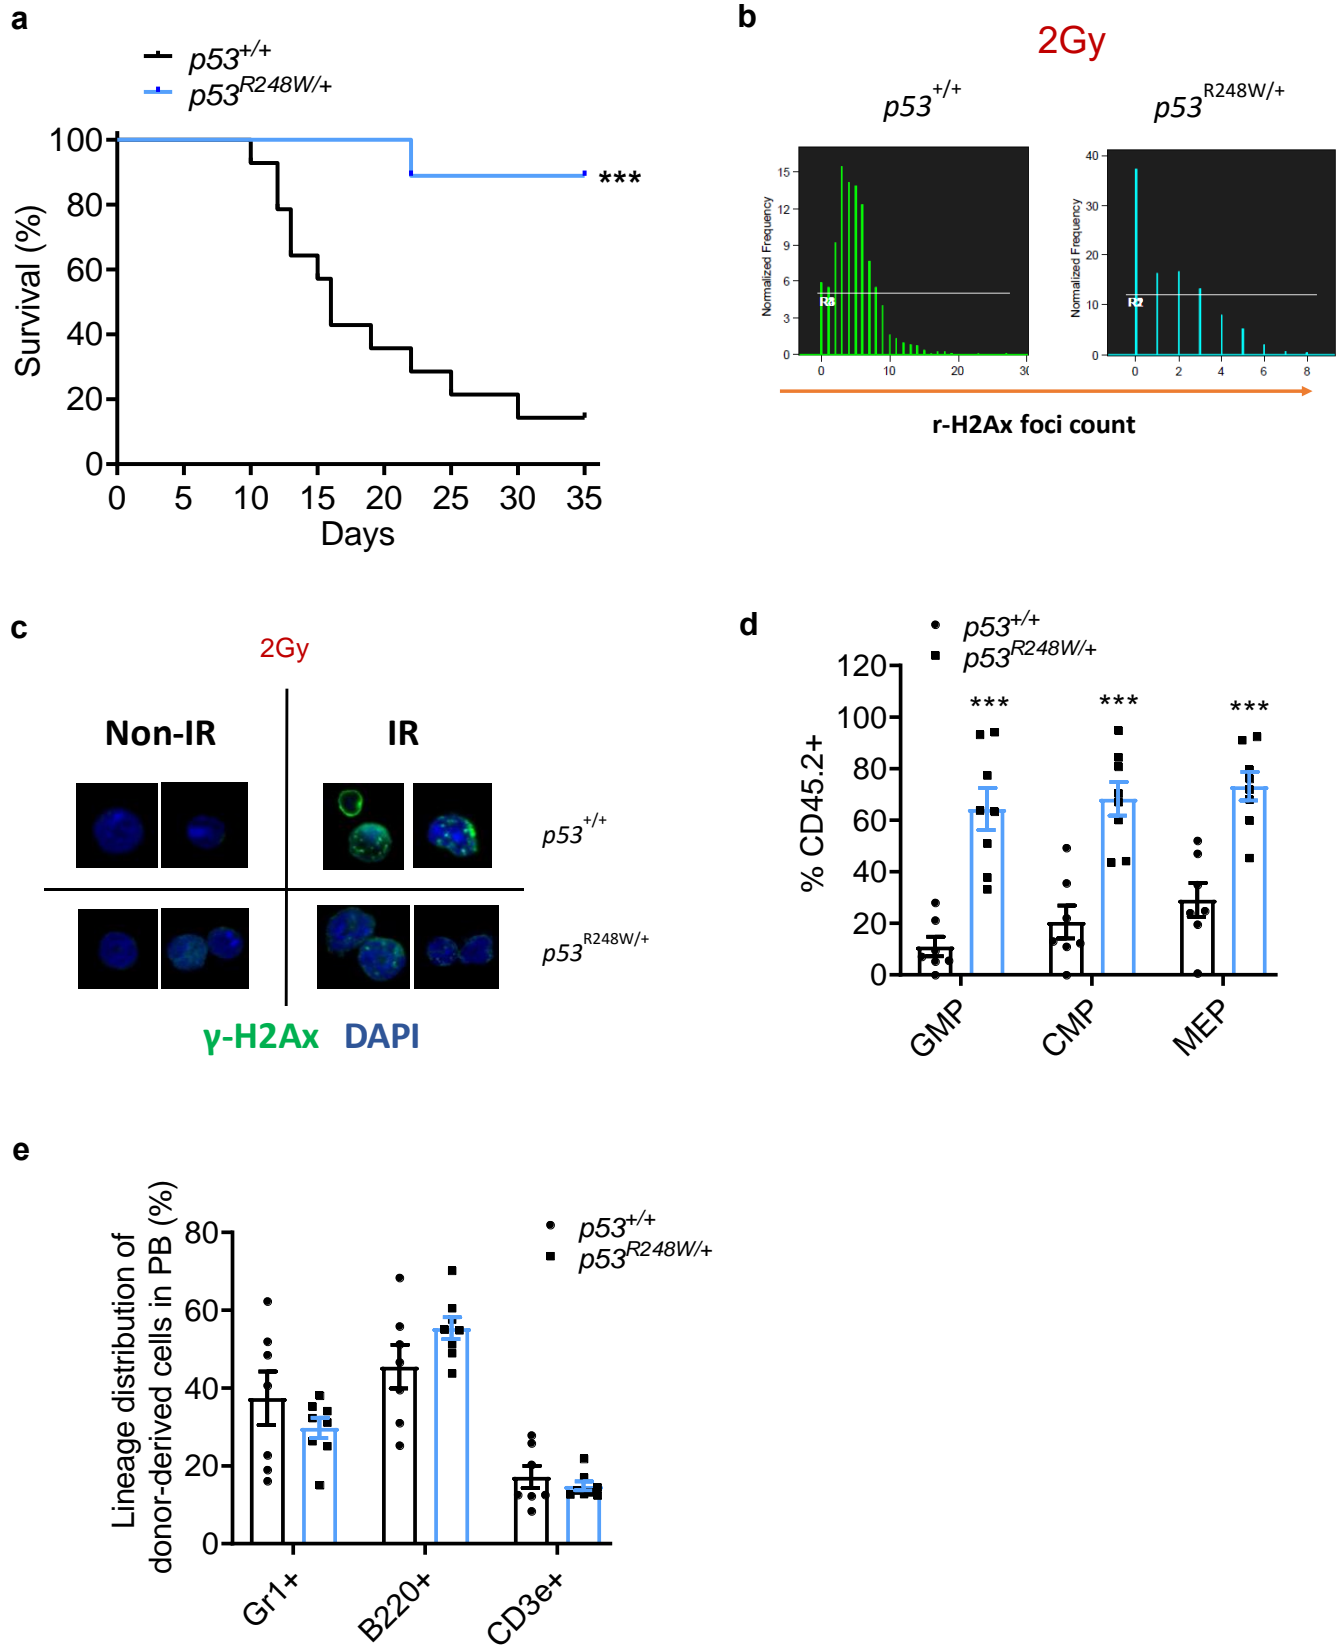 a
p53+/+
p53R248W/+
100
80
60
40
20
0
Survival (%)
***
0 5 10 15 20 25 30 35
Days
b
2Gy
p53+/+
p53R248W/+
15
12
9
6
3
0
Normalized Frequency
0 10 20 30
40
30
20
10
0
Normalized Frequency
0 2 4 6 8
r-H2Ax foci count
c
2Gy
Non-IR IR
p53+/+
p53R248W/+
γ-H2Ax DAPI
d
p53+/+
p53R248W/+
120
100
80
60
40
20
0
% CD45.2+
*** *** ***
GMP CMP MEP
e
p53+/+
p53R248W/+
80
60
40
20
0
Lineage distribution of
donor-derived cells in PB (%)
Gr1+ B220+ CD3e+